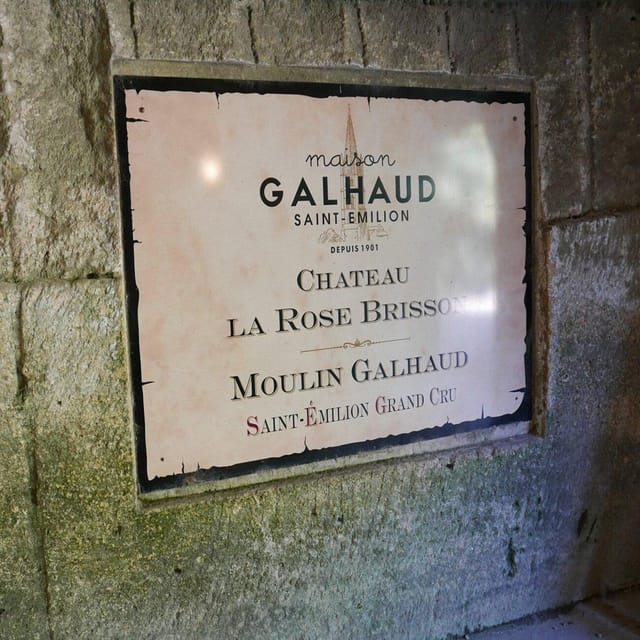 maison
GALHAUD
SAINT-EMILION
DEPUIS 1901
CHATEAU
LA ROSE BRISSON
MOULIN GALHAUD
SAINT-ÉMILION GRAND CRU